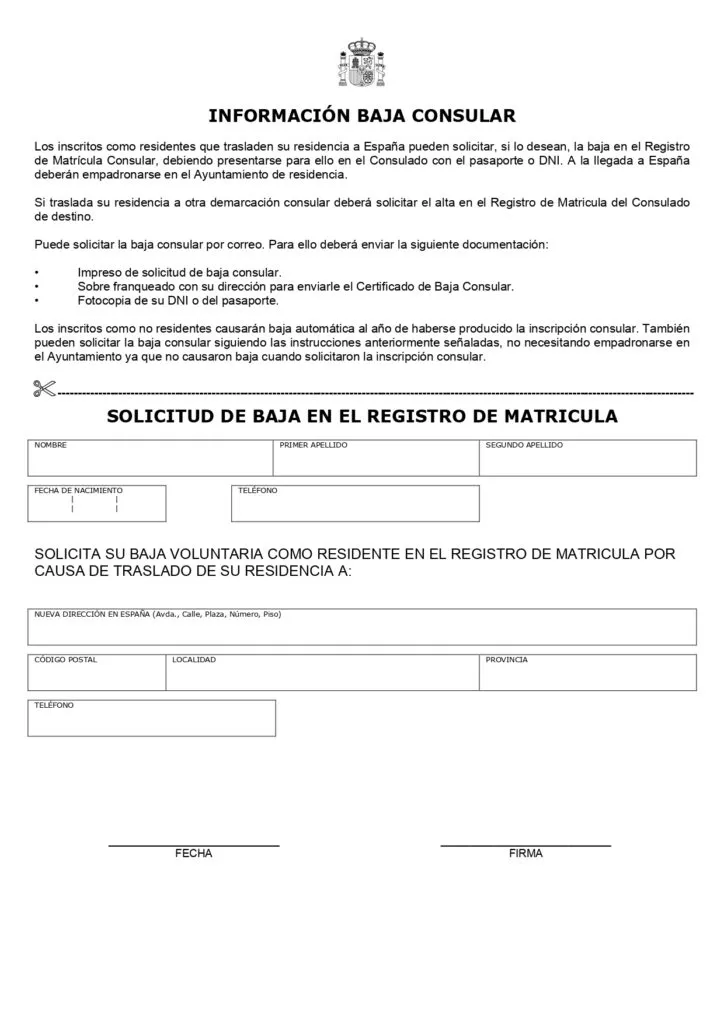 INFORMACIÓN BAJA CONSULAR
Los inscritos como residentes que trasladen su residencia a España pueden solicitar, si lo desean, la baja en el Registro
de Matrícula Consular, debiendo presentarse para ello en el Consulado con el pasaporte o DNI. A la llegada a España
deberán empadronarse en el Ayuntamiento de residencia.
Si traslada su residencia a otra demarcación consular deberá solicitar el alta en el Registro de Matricula del Consulado
de destino.
Puede solicitar la baja consular por correo. Para ello deberá enviar la siguiente documentación:
• Impreso de solicitud de baja consular.
• Sobre franqueado con su dirección para enviarle el Certificado de Baja Consular.
• Fotocopia de su DNI o del pasaporte.
Los inscritos como no residentes causarán baja automática al año de haberse producido la inscripción consular. También
pueden solicitar la baja consular siguiendo las instrucciones anteriormente señaladas, no necesitando empadronarse en
el Ayuntamiento ya que no causaron baja cuando solicitaron la inscripción consular.
SOLICITUD DE BAJA EN EL REGISTRO DE MATRICULA
NOMBRE PRIMER APELLIDO SEGUNDO APELLIDO
FECHA DE NACIMIENTO TELÉFONO
SOLICITA SU BAJA VOLUNTARIA COMO RESIDENTE EN EL REGISTRO DE MATRICULA POR
CAUSA DE TRASLADO DE SU RESIDENCIA A:
NUEVA DIRECCIÓN EN ESPAÑA (Avda., Calle, Plaza, Número, Piso)
CÓDIGO POSTAL LOCALIDAD PROVINCIA
TELÉFONO
FECHA FIRMA